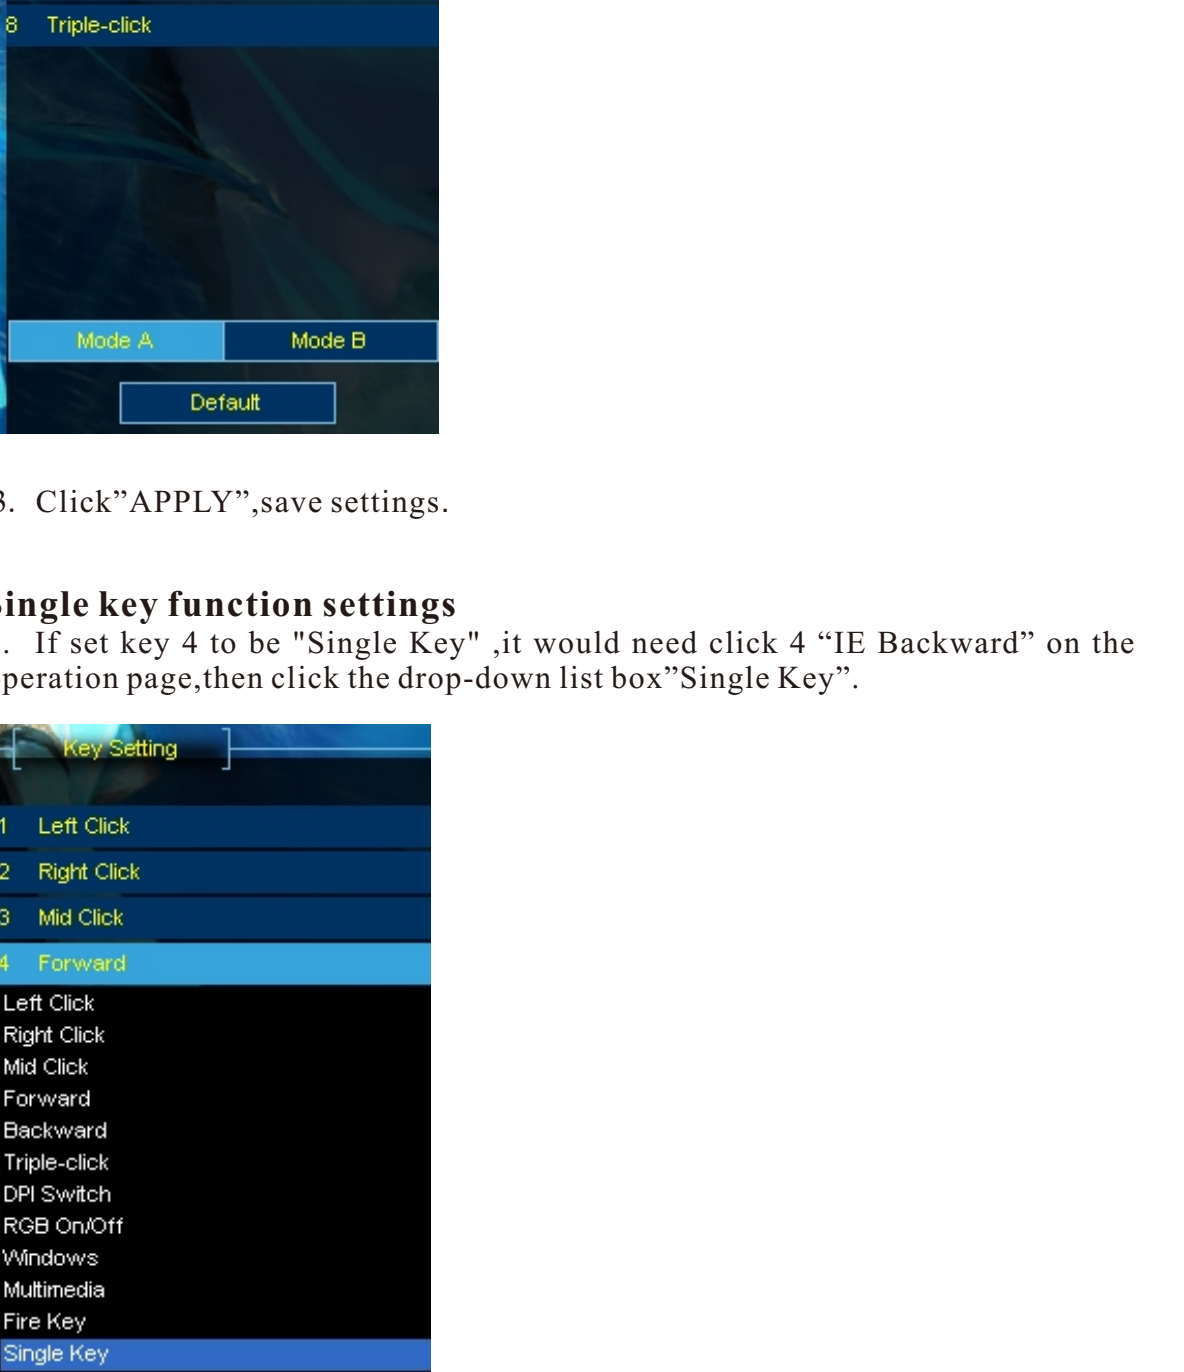 8 Triple-click
Mode A Mode B
Default
3. Click”APPLY”,save settings.
Single key function settings
. If set key 4 to be "Single Key" ,it would need click 4 “IE Backward” on the
operation page,then click the drop-down list box”Single Key”.
Key Setting
1 Left Click
2 Right Click
3 Mid Click
4 Forward
Left Click
Right Click
Mid Click
Forward
Backward
Triple-click
DPI Switch
RGB On/Off
Windows
Multimedia
Fire Key
Single Key